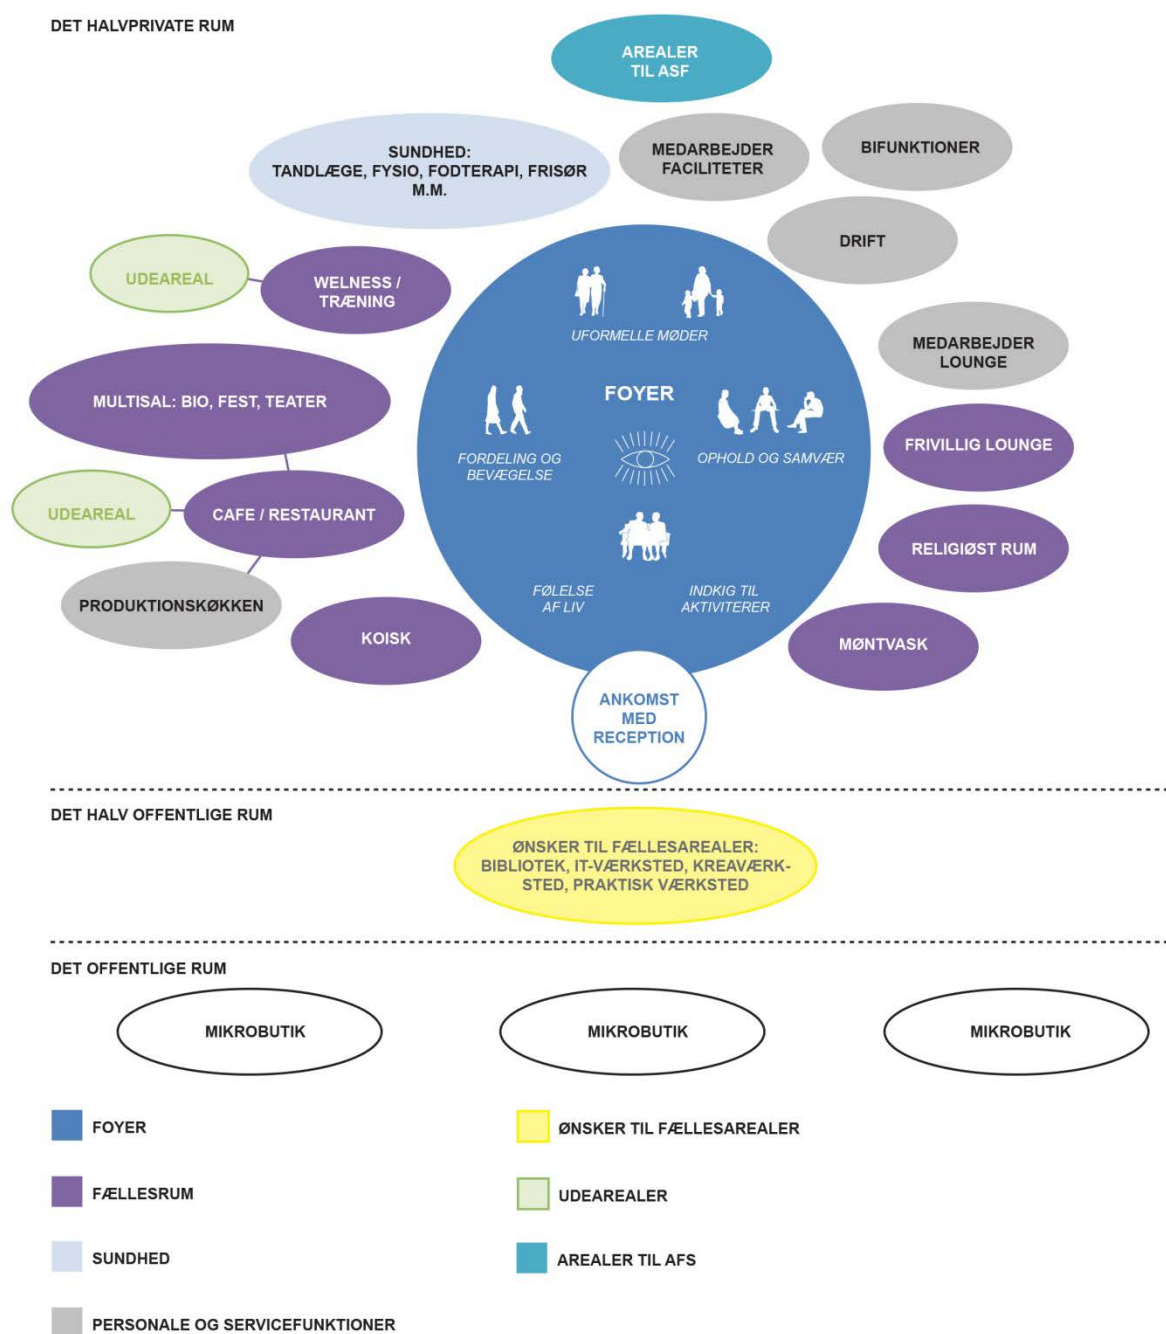 DET HALVPRIVATE RUM
AREALER
TIL ASF
SUNDHED:
TANDLÆGE, FYSIO, FODTERAPI, FRISØR
M.M.
MEDARBEJDER
FACILITETER
BIFUNKTIONER
DRIFT
UDEAREAL
WELNESS /
TRÆNING
UFORMELLE MØDER
MEDARBEJDER
LOUNGE
MULTISAL: BIO, FEST, TEATER
FOYER
FORDELING OG
BEVÆGELSE
OPHOLD OG SAMVÆR
FRIVILLIG LOUNGE
UDEAREAL
CAFE / RESTAURANT
RELIGIØST RUM
PRODUKTIONSKØKKEN
FØLELSE
AF LIV
INDKIG TIL
AKTIVITERER
KOISK
MØNTVASK
ANKOMST
MED
RECEPTION
DET HALV OFFENTLIGE RUM
ØNSKER TIL FÆLLESAREALER:
BIBLIOTEK, IT-VÆRKSTED, KREAVÆRK-
STED, PRAKTISK VÆRKSTED
DET OFFENTLIGE RUM
MIKROBUTIK
MIKROBUTIK
MIKROBUTIK
FOYER
FÆLLESRUM
SUNDHED
PERSONALE OG SERVICEFUNKTIONER
ØNSKER TIL FÆLLESAREALER
UDEAREALER
AREALER TIL AFS